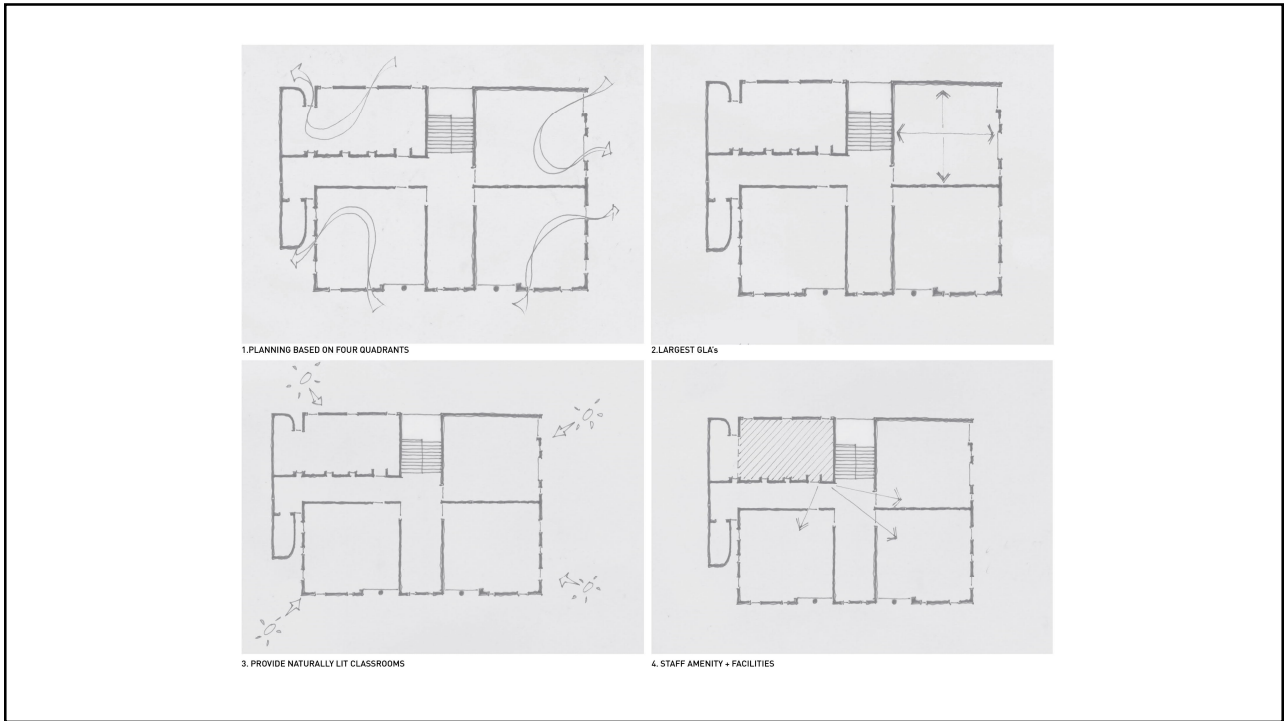 1.PLANNING BASED ON FOUR QUADRANTS
2.LARGEST GLA's
3. PROVIDE NATURALLY LIT CLASSROOMS
4. STAFF AMENITY + FACILITIES